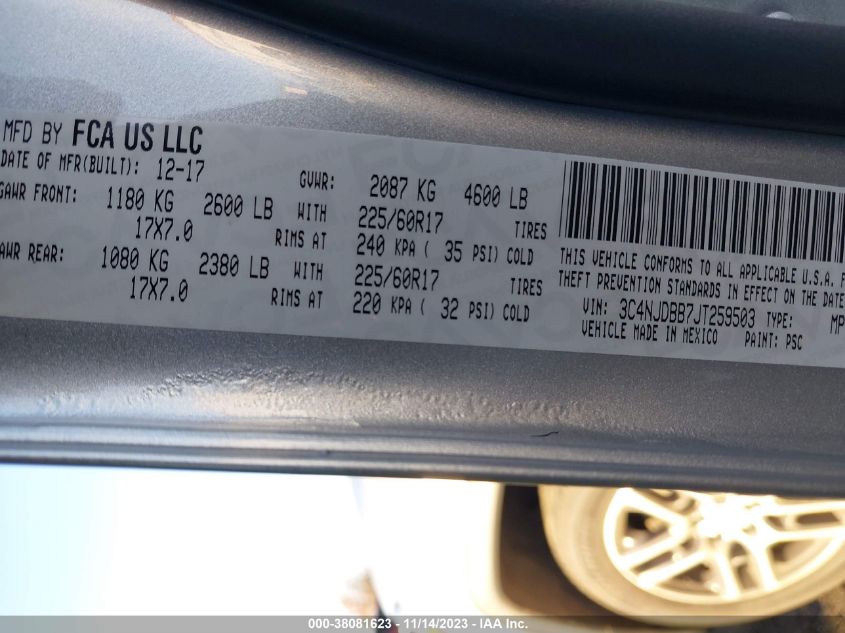 MFD BY FCA US LLC
DATE OF MFR(BUILT): 12-17 GVWR: 2087 KG 4600 LB
GAWR FRONT: 1180 KG 2600 LB WITH 225/60R17 TIRES
17X7.0 RIMS AT 240 KPA ( 35 PSI) COLD
AWR REAR: 1080 KG 2380 LB WITH 225/60R17 TIRES
17X7.0 RIMS AT 220 KPA ( 32 PSI) COLD
THIS VEHICLE CONFORMS TO ALL APPLICABLE U.S.A. F
THEFT PREVENTION STANDARDS IN EFFECT ON THE DATE
VIN: 3C4NJDBB7JT259503 TYPE: MP
VEHICLE MADE IN MEXICO PAINT: PSC
000-38081623 — 11/14/2023 — IAA Inc.